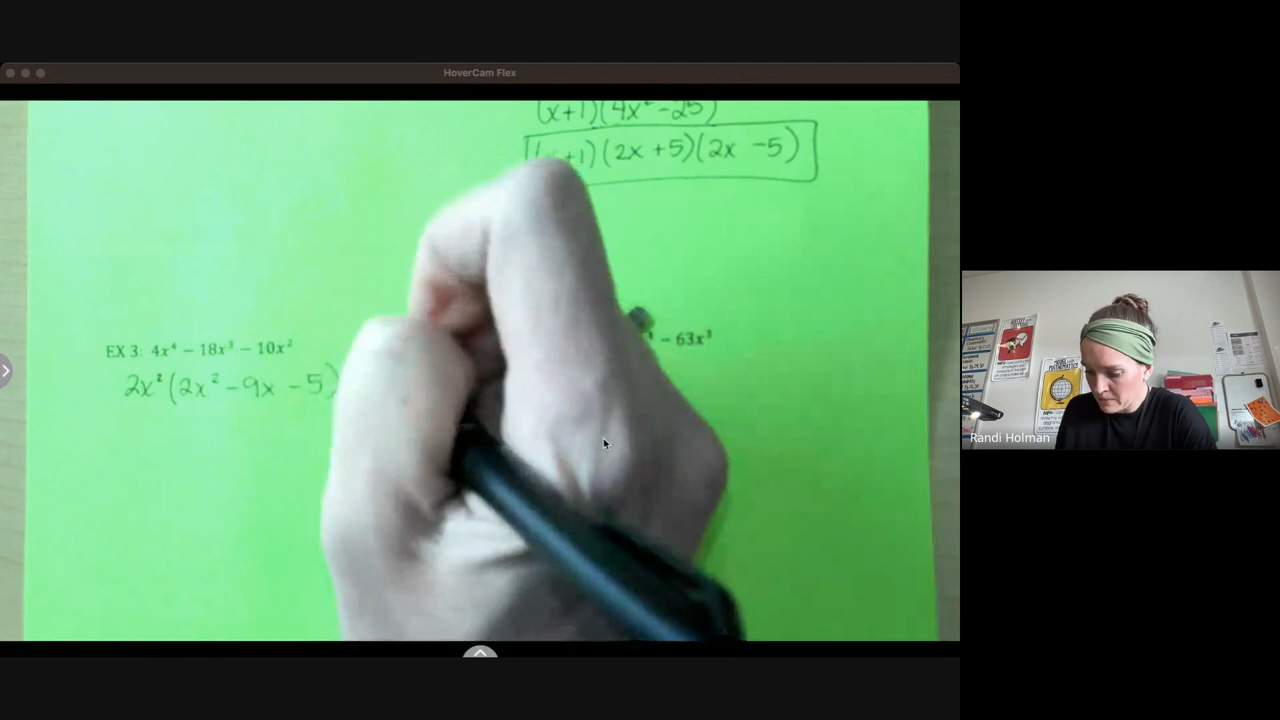 HoverCam Flex
(x+1)(4x² -25)
+1)(2x +5)(2x -5)
EX 3: 4x⁴ − 18x³ − 10x²
− 63x³
2x²(2x² -9x -5)
Randi Holman